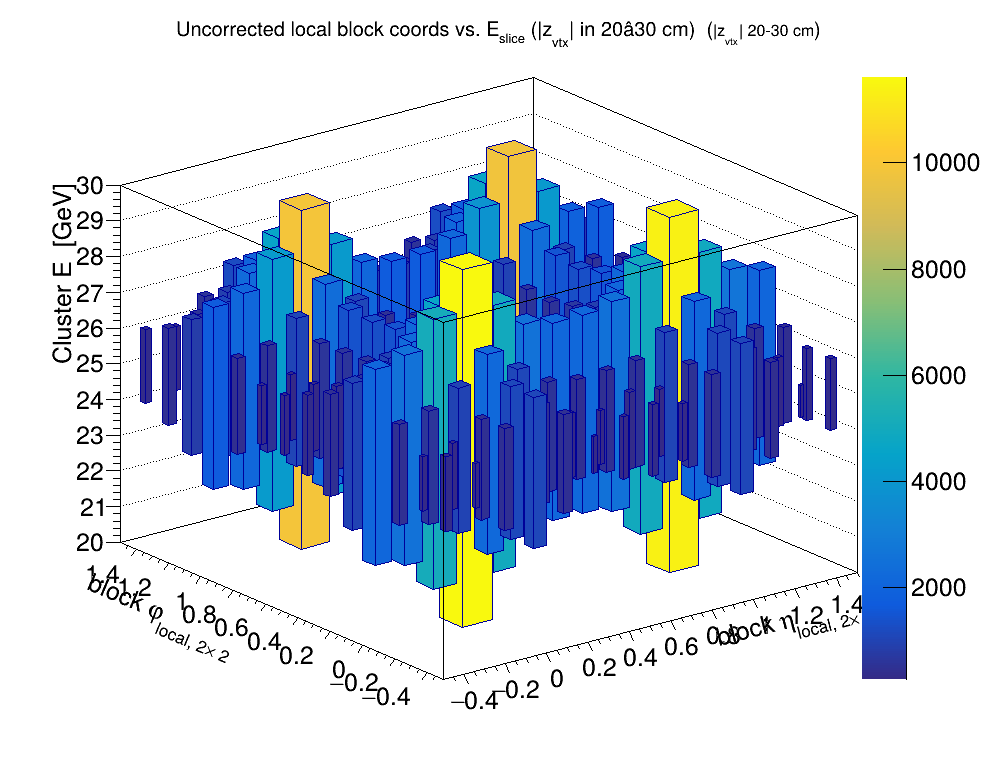 Uncorrected local block coords vs. E_slice (|z_vtx| in 20â30 cm) (|z_vtx| 20-30 cm)
Cluster E [GeV]
30
29
28
27
26
25
24
23
22
21
20
10000
8000
6000
4000
2000
1.4 1.2 1 0.8 0.6 0.4 0.2 0 −0.2 −0.4
block φ_local, 2× 2
−0.4 −0.2 0 0.2 0.4 0.6 0.8 1 1.2 1.4
block η_local, 2×